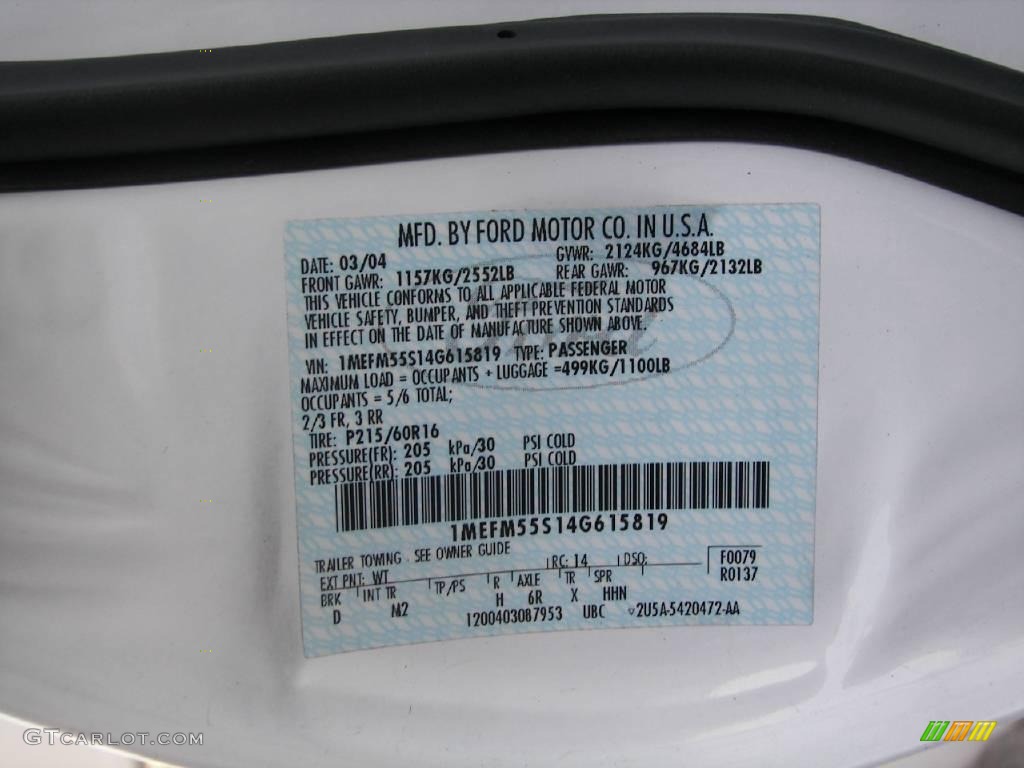 MFD. BY FORD MOTOR CO. IN U.S.A.
DATE: 03/04 GVWR: 2124KG/4684LB
FRONT GAWR: 1157KG/2552LB REAR GAWR: 967KG/2132LB
THIS VEHICLE CONFORMS TO ALL APPLICABLE FEDERAL MOTOR
VEHICLE SAFETY, BUMPER, AND THEFT PREVENTION STANDARDS
IN EFFECT ON THE DATE OF MANUFACTURE SHOWN ABOVE.
VIN: 1MEFM55S14G615819 TYPE: PASSENGER
MAXIMUM LOAD = OCCUPANTS + LUGGAGE =499KG/1100LB
OCCUPANTS = 5/6 TOTAL;
2/3 FR, 3 RR
TIRE: P215/60R16
PRESSURE(FR): 205 kPa/30 PSI COLD
PRESSURE(RR): 205 kPa/30 PSI COLD
1MEFM55S14G615819
TRAILER TOWING - SEE OWNER GUIDE
EXT PNT: WT RC: 14 DSO: F0079
BRK INT TR TP/PS R AXLE TR SPR R0137
D M2 H 6R X HHN
1200403087953 UBC ▽2U5A-5420472-AA
GTCARLOT.COM